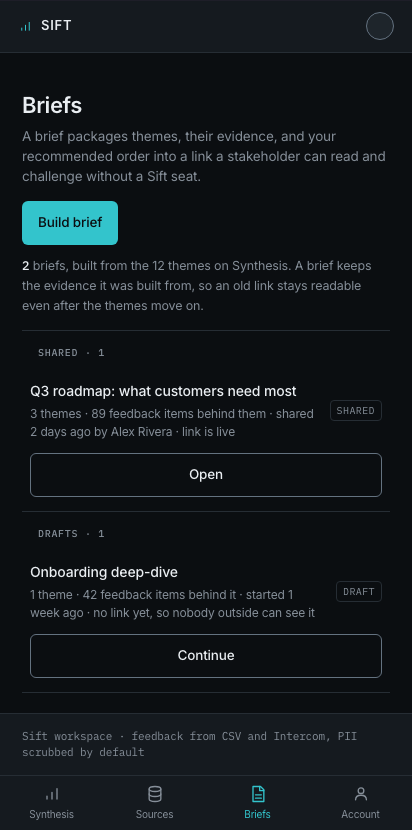 SIFT
Briefs
A brief packages themes, their evidence, and your
recommended order into a link a stakeholder can read and
challenge without a Sift seat.
Build brief
2 briefs, built from the 12 themes on Synthesis. A brief keeps
the evidence it was built from, so an old link stays readable
even after the themes move on.
SHARED · 1
Q3 roadmap: what customers need most
3 themes · 89 feedback items behind them · shared
2 days ago by Alex Rivera · link is live
SHARED
Open
DRAFTS · 1
Onboarding deep-dive
1 theme · 42 feedback items behind it · started 1
week ago · no link yet, so nobody outside can see it
DRAFT
Continue
Sift workspace · feedback from CSV and Intercom, PII
scrubbed by default
Synthesis
Sources
Briefs
Account